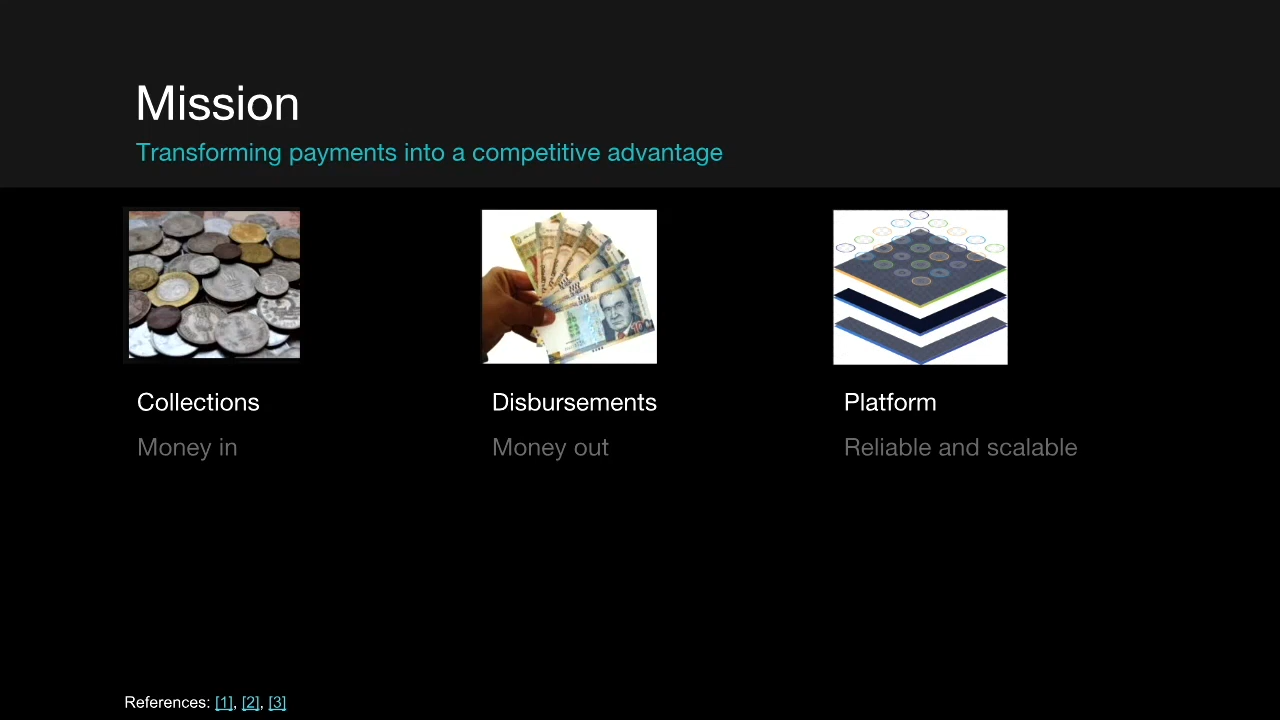 Mission
Transforming payments into a competitive advantage
Collections
Money in
Disbursements
Money out
Platform
Reliable and scalable
References: [1], [2], [3]